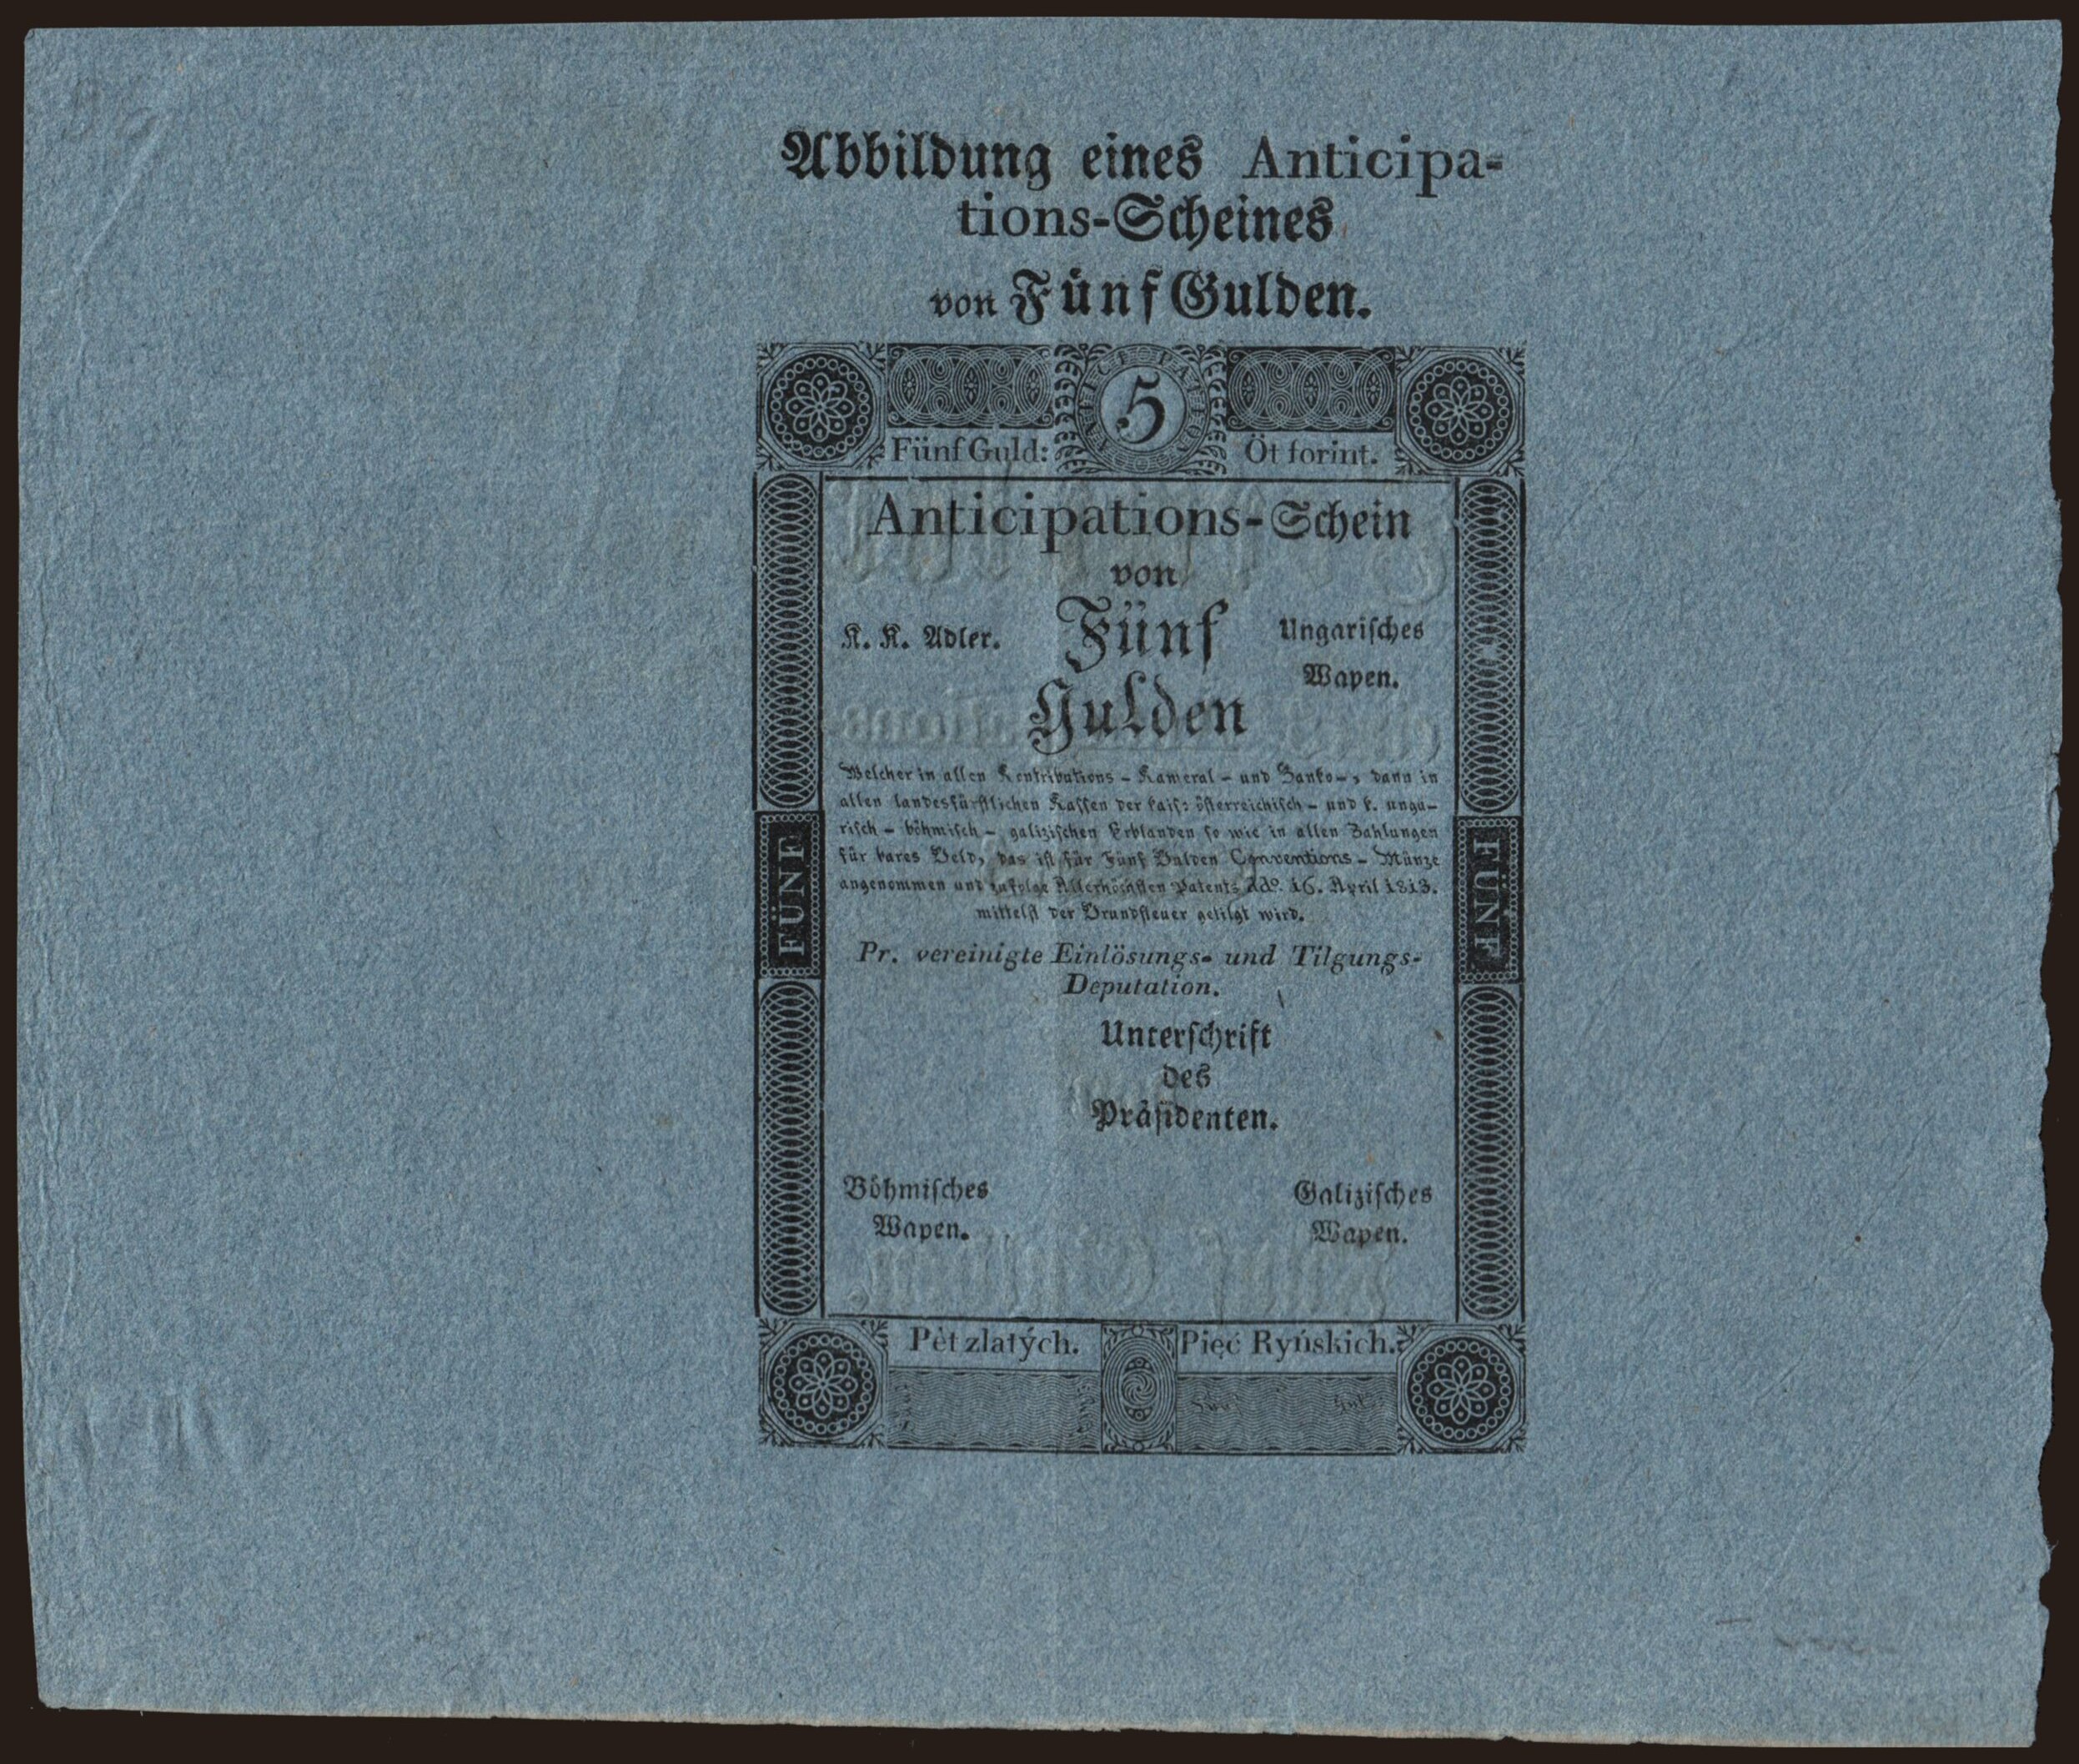 Abbildung eines Anticipa-
tions-Scheines
von Fünf Gulden.
ANTICIPATIO
5
Fünf Guld:
Öt forint.
Anticipations-Schein
von
K. K. Adler.
Fünf
Gulden
Ungarisches
Wapen.
Welcher in allen Kontributions - Kameral - und Banko-, dann in
allen landesfürstlichen Kassen der kais: österreichisch - und k. unga-
risch - böhmisch - galizischen Erblanden so wie in allen Zahlungen
für bares Geld, das ist für Fünf Gulden Conventions - Münze
angenommen und zufolge Allerhöchsten Patents ddo. 16. April 1813.
mittelst der Grundsteuer getilgt wird.
FÜNF
FÜNF
Pr. vereinigte Einlösungs- und Tilgungs-
Deputation.
Unterschrift
des
Präsidenten.
Böhmisches
Wapen.
Galizisches
Wapen.
Pět zlatých.
Pięć Ryńskich.